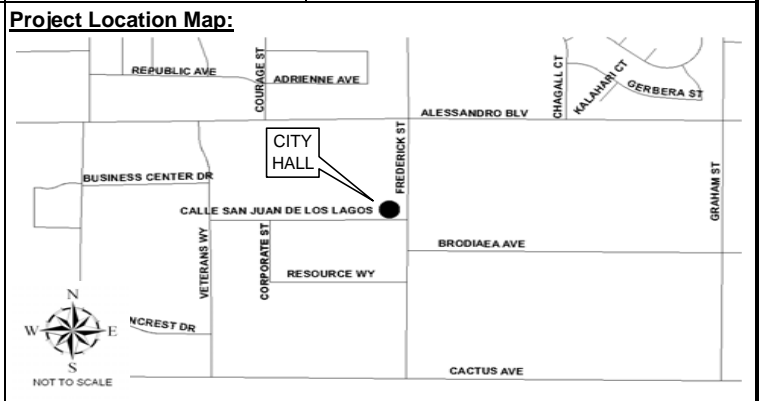 Project Location Map:
REPUBLIC AVE
COURAGE ST
ADRIENNE AVE
CHAGALL CT
KALAHARI CT
GERBERA ST
ALESSANDRO BLV
CITY
HALL
FREDERICK ST
GRAHAM ST
BUSINESS CENTER DR
CALLE SAN JUAN DE LOS LAGOS
VETERANS WY
CORPORATE ST
BRODIAEA AVE
RESOURCE WY
N
W
E
S
NOT TO SCALE
NCREST DR
CACTUS AVE